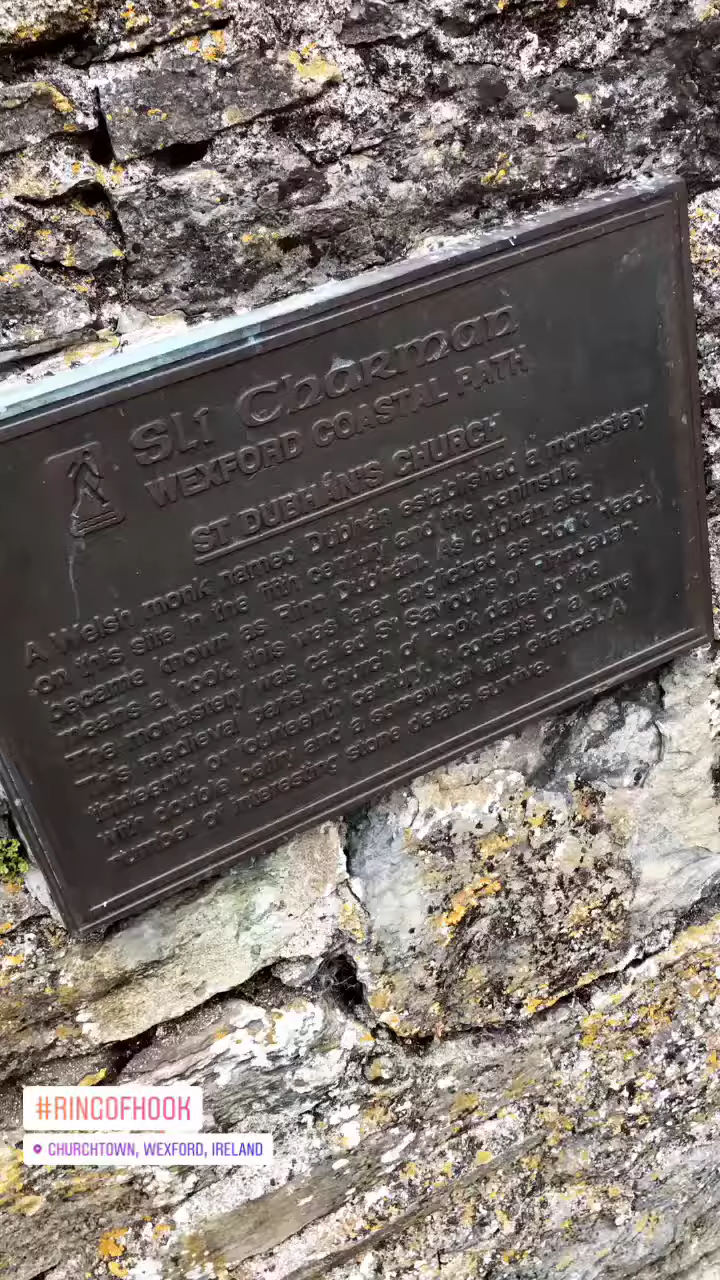 Slí Charman
WEXFORD COASTAL PATH
ST DUBHÁN'S CHURCH
A Welsh monk named Dubhán established a monastery
on this site in the fifth century and the peninsula
became known as Rinn Dubháin. As dubhán also
means a hook, this was later anglicized as Hook Head.
The monastery was called St Saviour's of Rendeuan.
This medieval parish church of Hook dates to the
thirteenth or fourteenth century. It consists of a nave
with double belfry and a somewhat later chancel. A
number of interesting stone details survive.
#RINGOFHOOK
CHURCHTOWN, WEXFORD, IRELAND